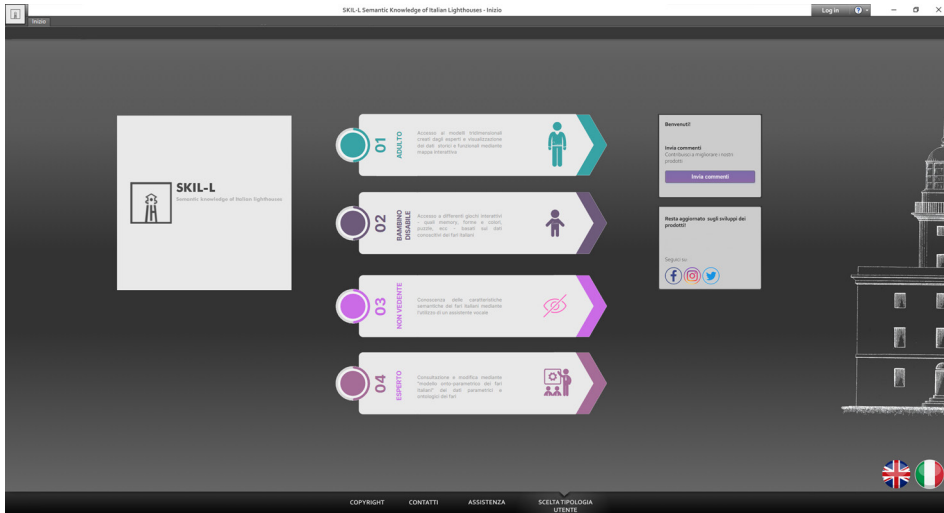 SKIL-L Semantic Knowledge of Italian Lighthouses - Inizio
Log in
Inizio
SKIL-L
Semantic Knowledge of Italian lighthouses
01
ADULTO
Accesso ai modelli tridimensionali
creati dagli esperti e visualizzazione
dei dati storici e funzionali mediante
mappa interattiva
02
BAMBINO
DISABILE
Accesso a differenti giochi interattivi
- quali memory, forme e colori,
puzzle, etc - basati sui dati
conoscitivi dei fari italiani
03
NON VEDENTE
Conoscenza delle caratteristiche
semantiche dei fari italiani mediante
l'utilizzo di un assistente vocale
04
ESPERTO
Consultazione e modifica mediante
"modello onto-parametrico dei fari
italiani" dei dati parametrici e
ontologici dei fari
Benvenuti!
Invia commenti
Contribuisci a migliorare i nostri
prodotti
Invia commenti
Resta aggiornato sugli sviluppi dei
prodotti!
Seguici su :
COPYRIGHT
CONTATTI
ASSISTENZA
SCELTA TIPOLOGIA
UTENTE